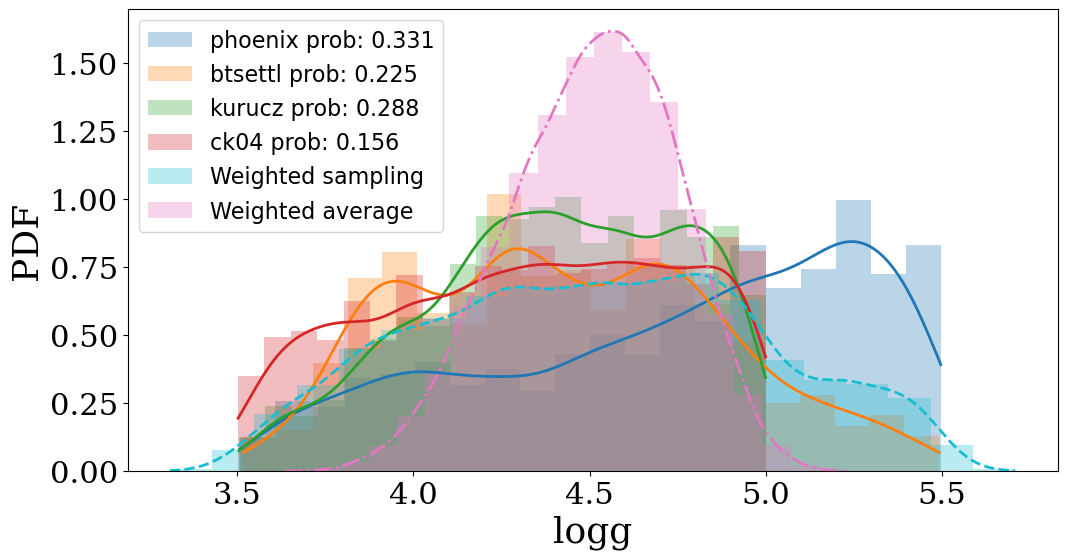 phoenix prob: 0.331
btsettl prob: 0.225
kurucz prob: 0.288
ck04 prob: 0.156
Weighted sampling
Weighted average
PDF
1.50
1.25
1.00
0.75
0.50
0.25
0.00
3.5 4.0 4.5 5.0 5.5
logg